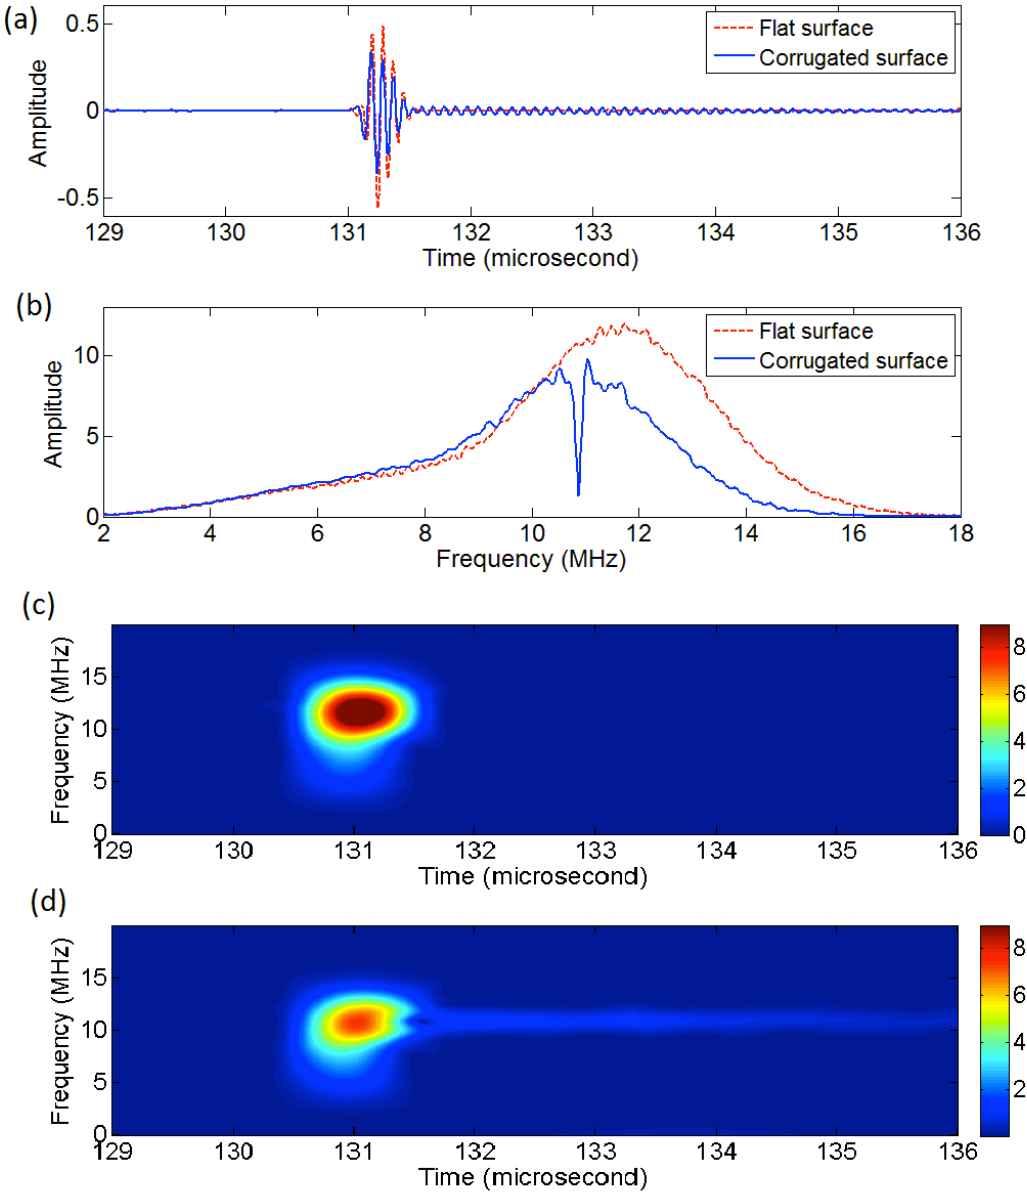 (a)
0.5
0
-0.5
Amplitude
Flat surface
Corrugated surface
129 130 131 132 133 134 135 136
Time (microsecond)
(b)
10
5
0
Amplitude
Flat surface
Corrugated surface
2 4 6 8 10 12 14 16 18
Frequency (MHz)
(c)
15
10
5
0
Frequency (MHz)
129 130 131 132 133 134 135 136
Time (microsecond)
8
6
4
2
0
(d)
15
10
5
0
Frequency (MHz)
129 130 131 132 133 134 135 136
Time (microsecond)
8
6
4
2